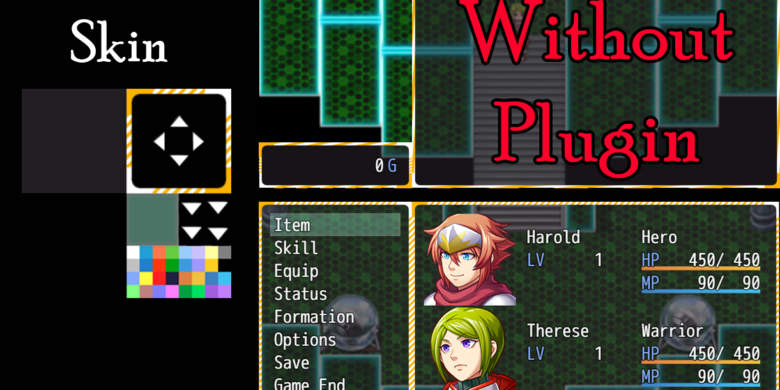 Skin
Without
Plugin
0 G
Item
Skill
Equip
Status
Formation
Options
Save
Game End
Harold Hero
LV 1 HP 450/ 450
MP 90/ 90
Therese Warrior
LV 1 HP 450/ 450
MP 90/ 90